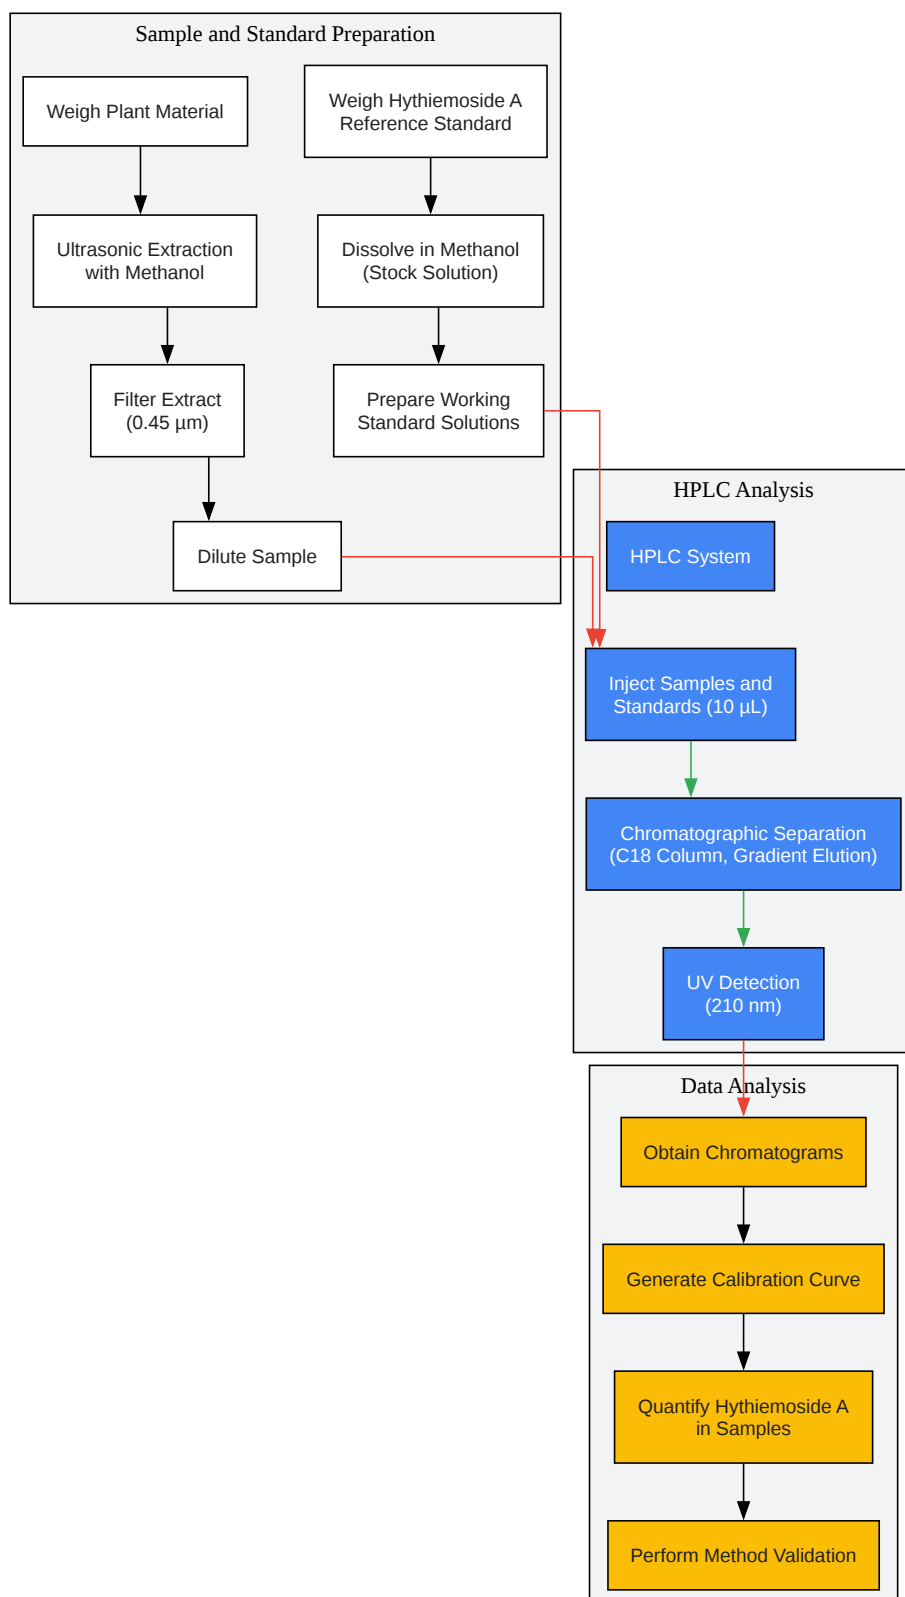 Sample and Standard Preparation
Weigh Plant Material
Weigh Hythiemoside A
Reference Standard
Ultrasonic Extraction
with Methanol
Dissolve in Methanol
(Stock Solution)
Filter Extract
(0.45 µm)
Prepare Working
Standard Solutions
Dilute Sample
HPLC Analysis
HPLC System
Inject Samples and
Standards (10 µL)
Chromatographic Separation
(C18 Column, Gradient Elution)
UV Detection
(210 nm)
Data Analysis
Obtain Chromatograms
Generate Calibration Curve
Quantify Hythiemoside A
in Samples
Perform Method Validation